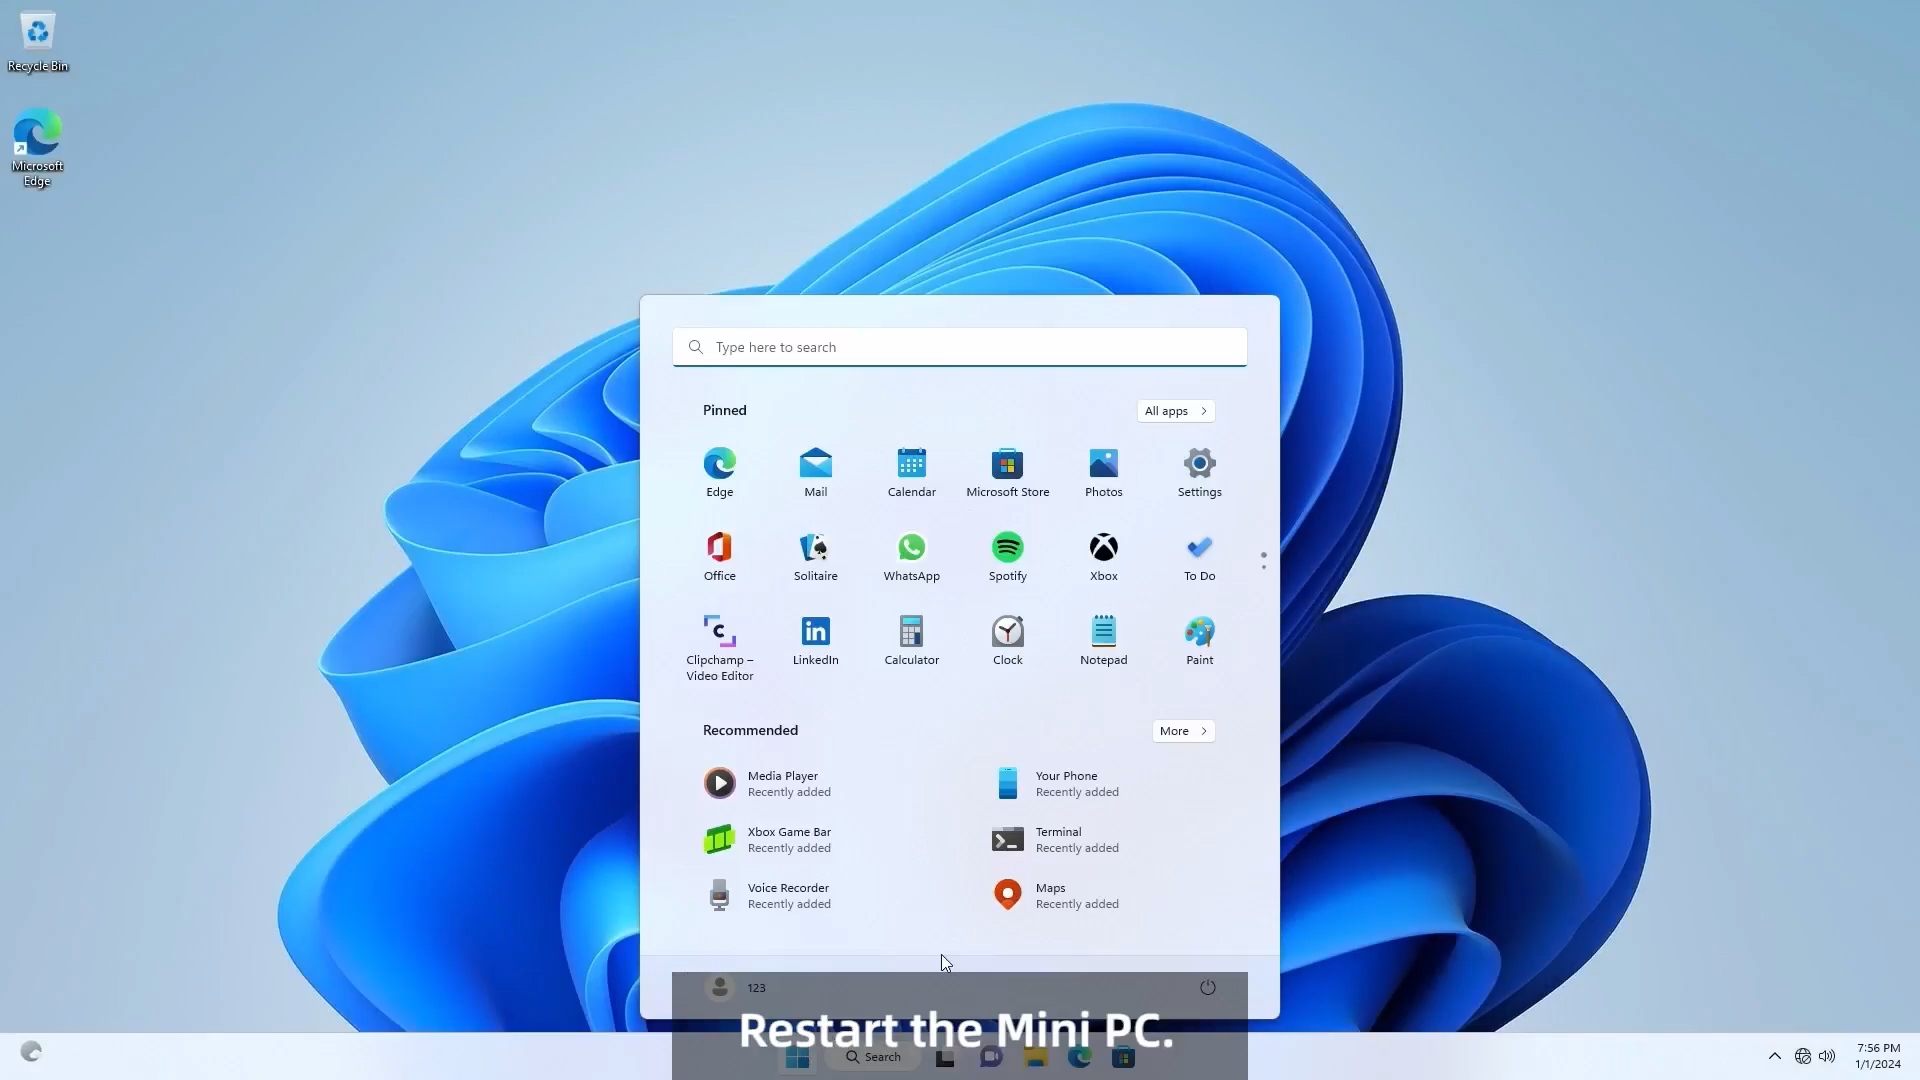 Recycle Bin
Microsoft
Edge
Type here to search
Pinned
All apps
Edge
Mail
Calendar
Microsoft Store
Photos
Settings
Office
Solitaire
WhatsApp
Spotify
Xbox
To Do
Clipchamp –
Video Editor
LinkedIn
Calculator
Clock
Notepad
Paint
Recommended
More
Media Player
Recently added
Your Phone
Recently added
Xbox Game Bar
Recently added
Terminal
Recently added
Voice Recorder
Recently added
Maps
Recently added
123
Restart the Mini PC.
Search
7:56 PM
1/1/2024